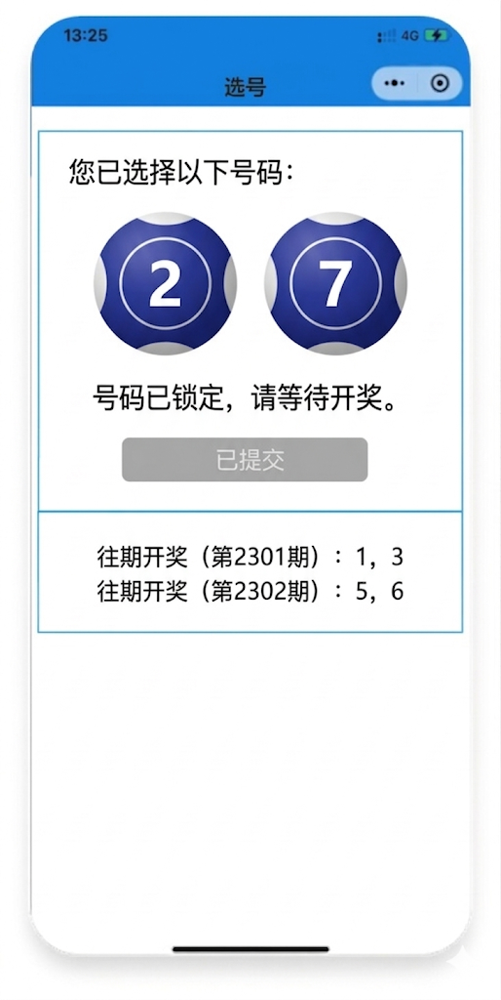 13:25 4G
选号
您已选择以下号码：
2 7
号码已锁定，请等待开奖。
已提交
往期开奖（第2301期）：1，3
往期开奖（第2302期）：5，6